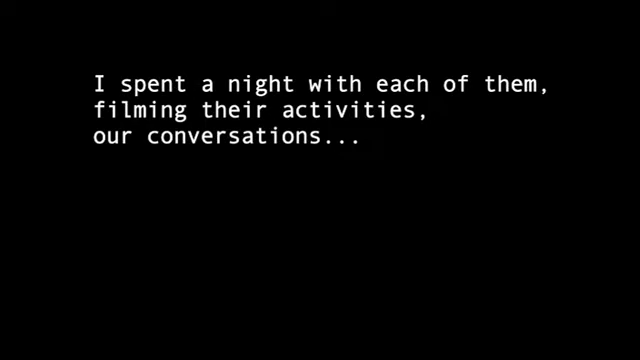 I spent a night with each of them,
filming their activities,
our conversations...